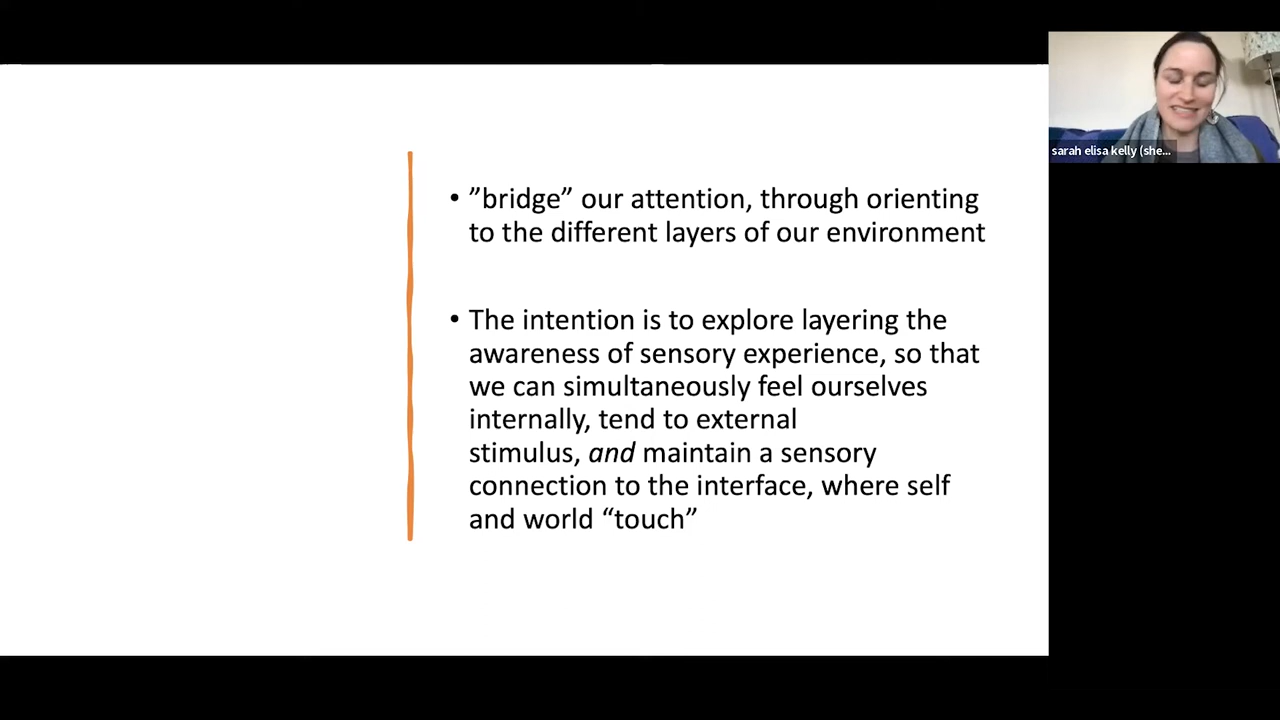 sarah elisa kelly (she...
• ”bridge” our attention, through orienting
to the different layers of our environment
• The intention is to explore layering the
awareness of sensory experience, so that
we can simultaneously feel ourselves
internally, tend to external
stimulus, and maintain a sensory
connection to the interface, where self
and world “touch”